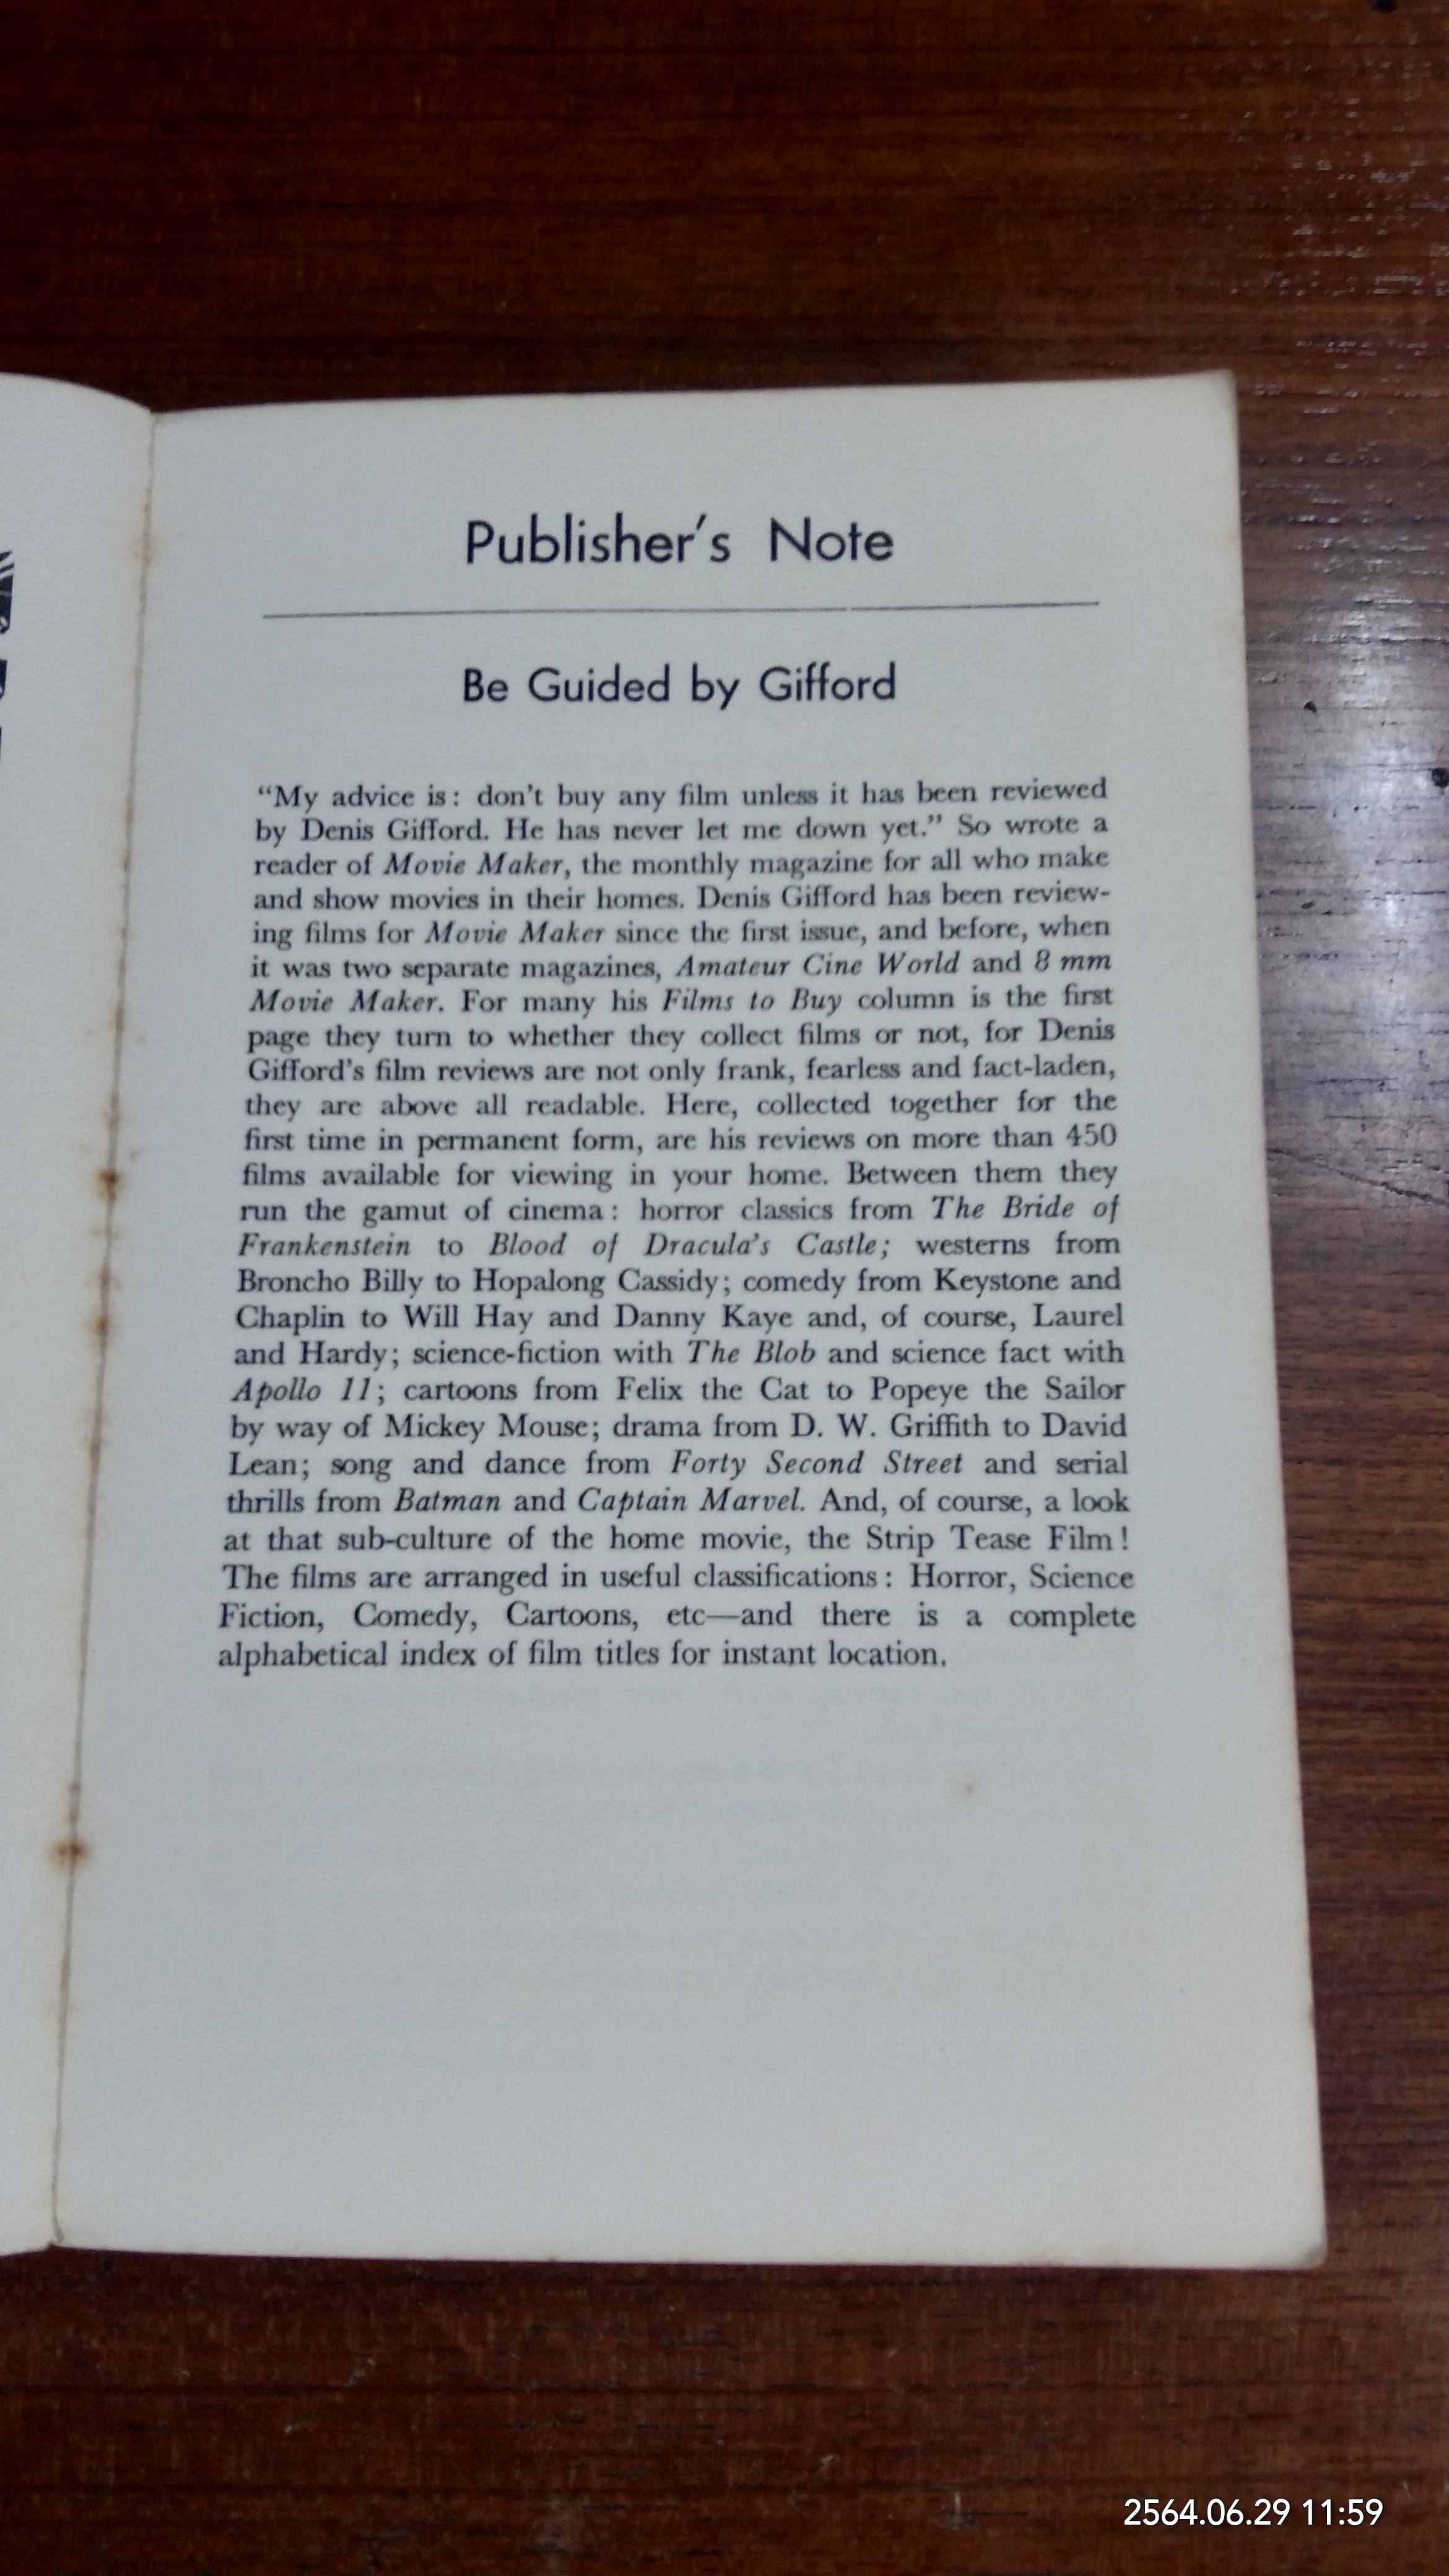 Publisher's Note
Be Guided by Gifford
“My advice is: don't buy any film unless it has been reviewed
by Denis Gifford. He has never let me down yet.” So wrote a
reader of Movie Maker, the monthly magazine for all who make
and show movies in their homes. Denis Gifford has been review-
ing films for Movie Maker since the first issue, and before, when
it was two separate magazines, Amateur Cine World and 8 mm
Movie Maker. For many his Films to Buy column is the first
page they turn to whether they collect films or not, for Denis
Gifford's film reviews are not only frank, fearless and fact-laden,
they are above all readable. Here, collected together for the
first time in permanent form, are his reviews on more than 450
films available for viewing in your home. Between them they
run the gamut of cinema: horror classics from The Bride of
Frankenstein to Blood of Dracula's Castle; westerns from
Broncho Billy to Hopalong Cassidy; comedy from Keystone and
Chaplin to Will Hay and Danny Kaye and, of course, Laurel
and Hardy; science-fiction with The Blob and science fact with
Apollo 11; cartoons from Felix the Cat to Popeye the Sailor
by way of Mickey Mouse; drama from D. W. Griffith to David
Lean; song and dance from Forty Second Street and serial
thrills from Batman and Captain Marvel. And, of course, a look
at that sub-culture of the home movie, the Strip Tease Film!
The films are arranged in useful classifications: Horror, Science
Fiction, Comedy, Cartoons, etc—and there is a complete
alphabetical index of film titles for instant location.
2564.06.29 11:59